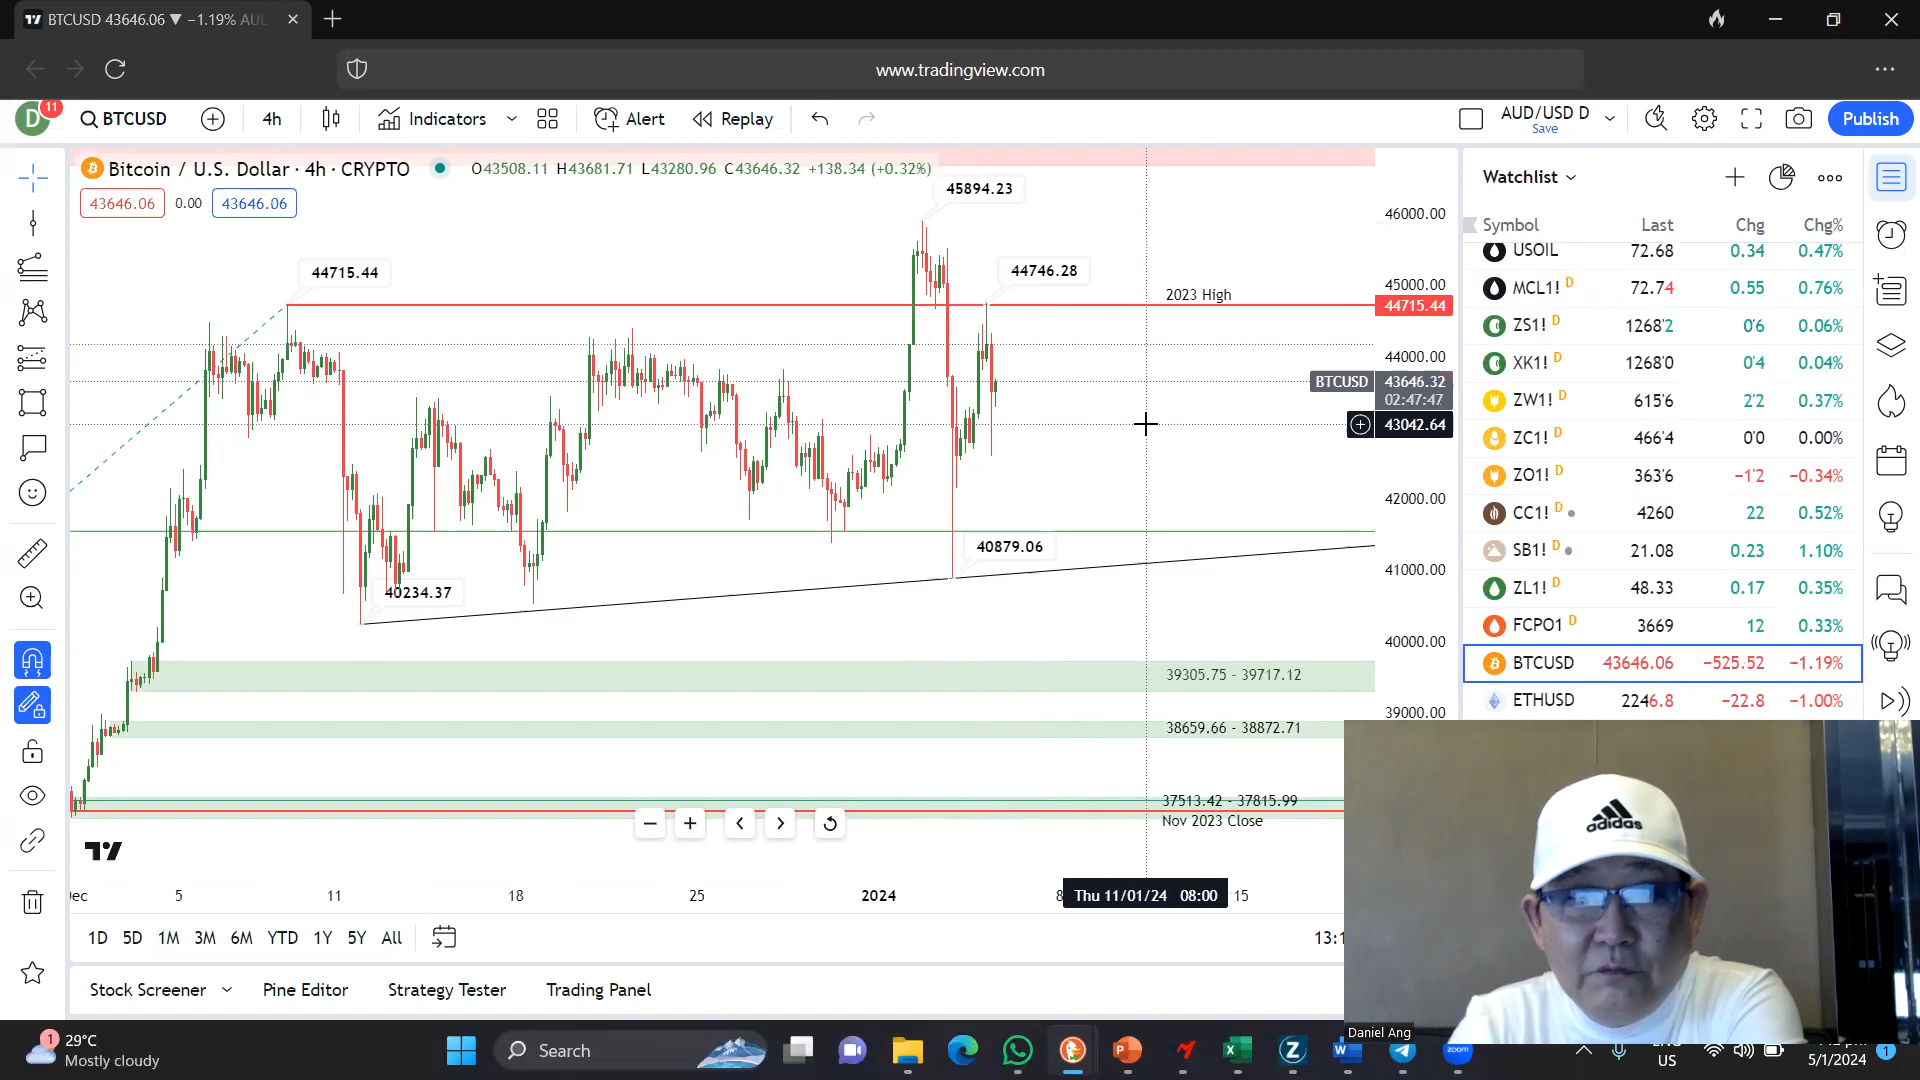 BTCUSD 43646.06 ▼ −1.19% AUD
www.tradingview.com
D
11
BTCUSD
4h
Indicators
Alert
Replay
AUD/USD D
Save
Publish
Bitcoin / U.S. Dollar · 4h · CRYPTO
O43508.11 H43681.71 L43280.96 C43646.32 +138.34 (+0.32%)
43646.06
0.00
43646.06
45894.23
44715.44
44746.28
2023 High
40879.06
40234.37
39305.75 - 39717.12
38659.66 - 38872.71
37513.42 - 37815.99
Nov 2023 Close
46000.00
45000.00
44715.44
44000.00
BTCUSD
43646.32
02:47:47
43042.64
42000.00
41000.00
40000.00
39000.00
Dec
5
11
18
25
2024
8
Thu 11/01/24 08:00
15
1D 5D 1M 3M 6M YTD 1Y 5Y All
13:1
Stock Screener
Pine Editor
Strategy Tester
Trading Panel
Watchlist
Symbol Last Chg Chg%
USOIL 72.68 0.34 0.47%
MCL1! D 72.74 0.55 0.76%
ZS1! D 1268'2 0'6 0.06%
XK1! D 1268'0 0'4 0.04%
ZW1! D 615'6 2'2 0.37%
ZC1! D 466'4 0'0 0.00%
ZO1! D 363'6 −1'2 −0.34%
CC1! D 4260 22 0.52%
SB1! D 21.08 0.23 1.10%
ZL1! D 48.33 0.17 0.35%
FCPO1 D 3669 12 0.33%
BTCUSD 43646.06 −525.52 −1.19%
ETHUSD 2246.8 −22.8 −1.00%
adidas
Daniel Ang
1
29°C
Mostly cloudy
Search
zoom
US
5/1/2024
1